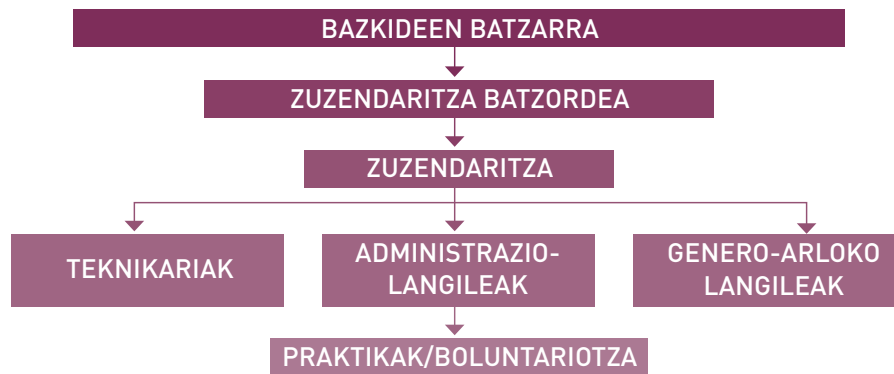 BAZKIDEEN BATZARRA
ZUZENDARITZA BATZORDEA
ZUZENDARITZA
TEKNIKARIAK
ADMINISTRAZIO-
LANGILEAK
GENERO-ARLOKO
LANGILEAK
PRAKTIKAK/BOLUNTARIOTZA